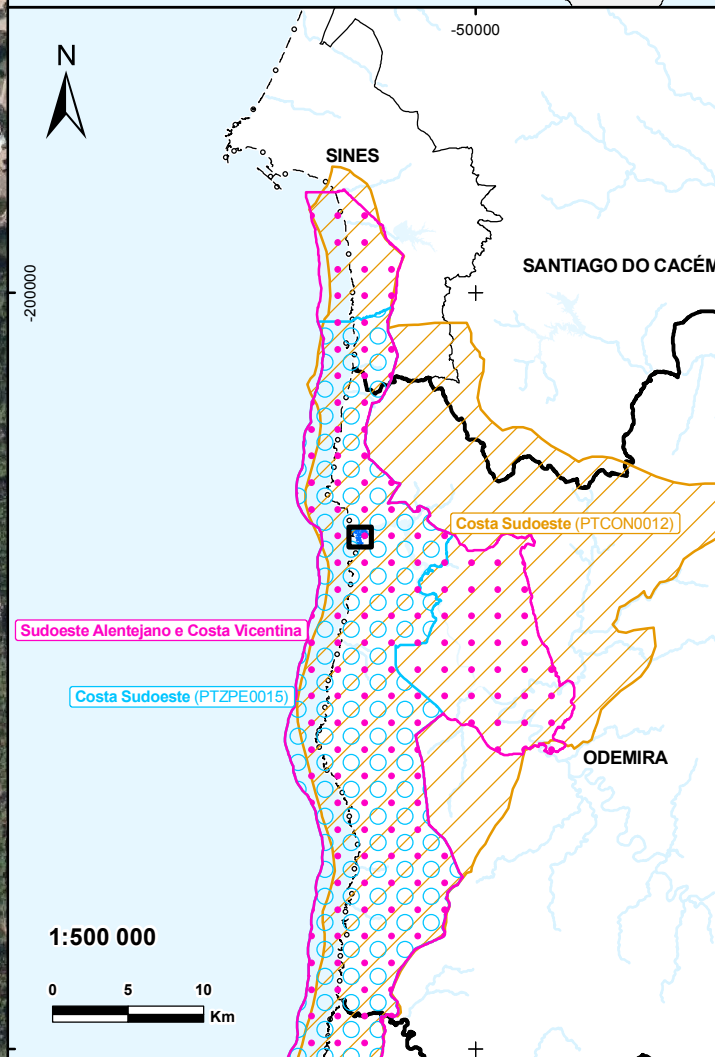 -50000
N
SINES
-200000
SANTIAGO DO CACÉM
Costa Sudoeste (PTCON0012)
Sudoeste Alentejano e Costa Vicentina
Costa Sudoeste (PTZPE0015)
ODEMIRA
1:500 000
0 5 10
Km